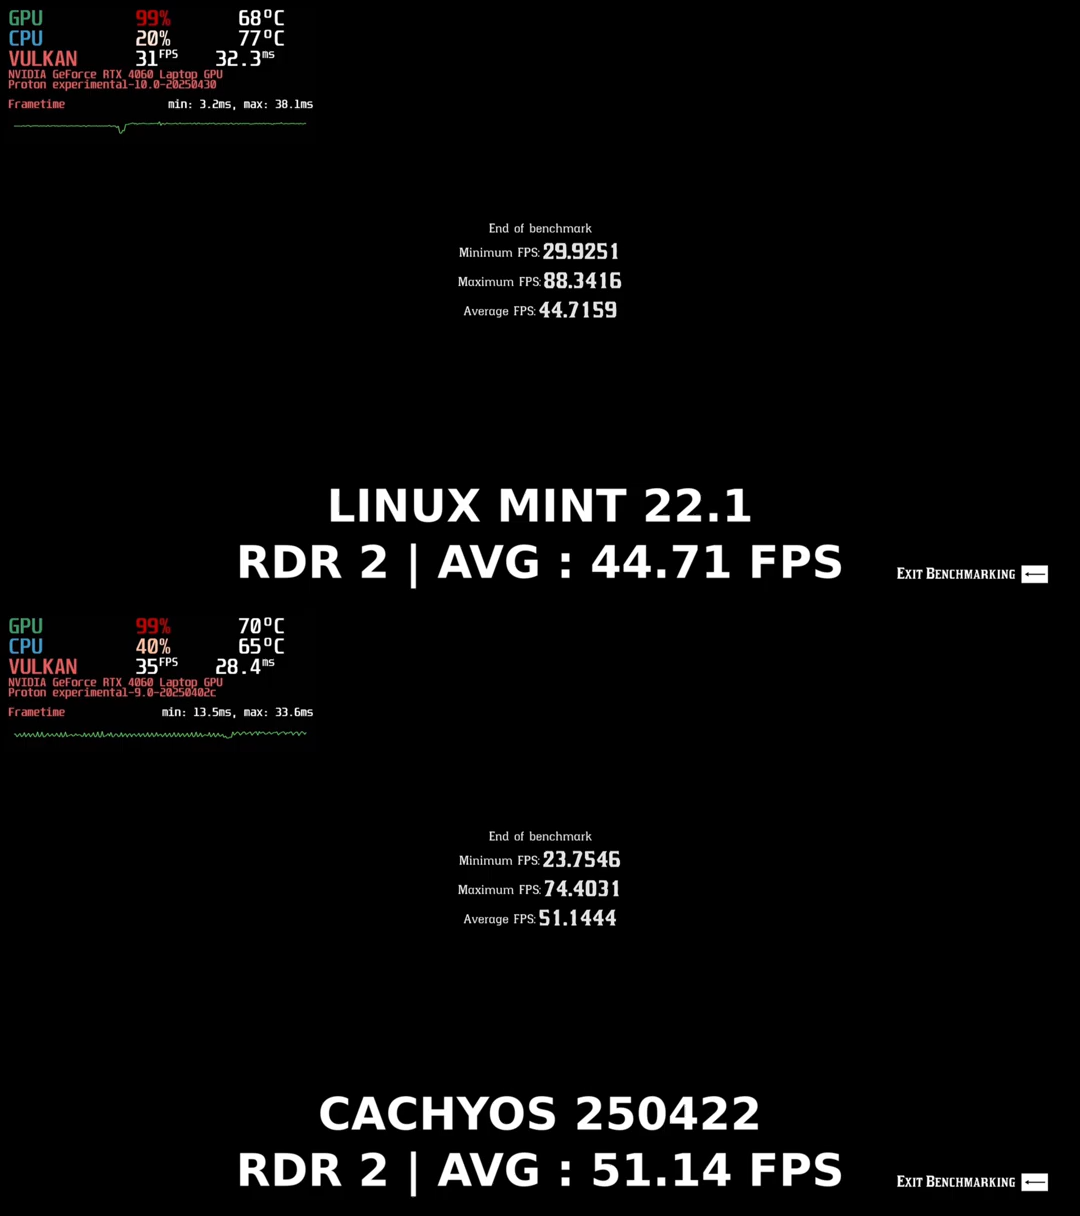 GPU 99% 68°C
CPU 20% 77°C
VULKAN 31FPS 32.3ms
NVIDIA GeForce RTX 4060 Laptop GPU
Proton experimental-10.0-20250430
Frametime min: 3.2ms, max: 38.1ms
End of benchmark
Minimum FPS: 29.9251
Maximum FPS: 88.3416
Average FPS: 44.7159
LINUX MINT 22.1
RDR 2 | AVG : 44.71 FPS
EXIT BENCHMARKING
GPU 99% 70°C
CPU 40% 65°C
VULKAN 35FPS 28.4ms
NVIDIA GeForce RTX 4060 Laptop GPU
Proton experimental-9.0-20250402c
Frametime min: 13.5ms, max: 33.6ms
End of benchmark
Minimum FPS: 23.7546
Maximum FPS: 74.4031
Average FPS: 51.1444
CACHYOS 250422
RDR 2 | AVG : 51.14 FPS
EXIT BENCHMARKING